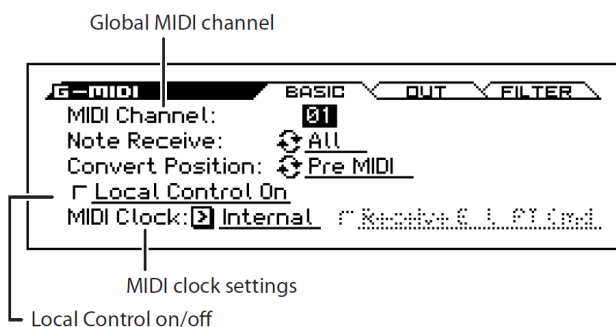 Global MIDI channel
G-MIDI BASIC OUT FILTER
MIDI Channel: 01
Note Receive: All
Convert Position: Pre MIDI
Local Control On
MIDI Clock: Internal Receive
MIDI clock settings
Local Control on/off